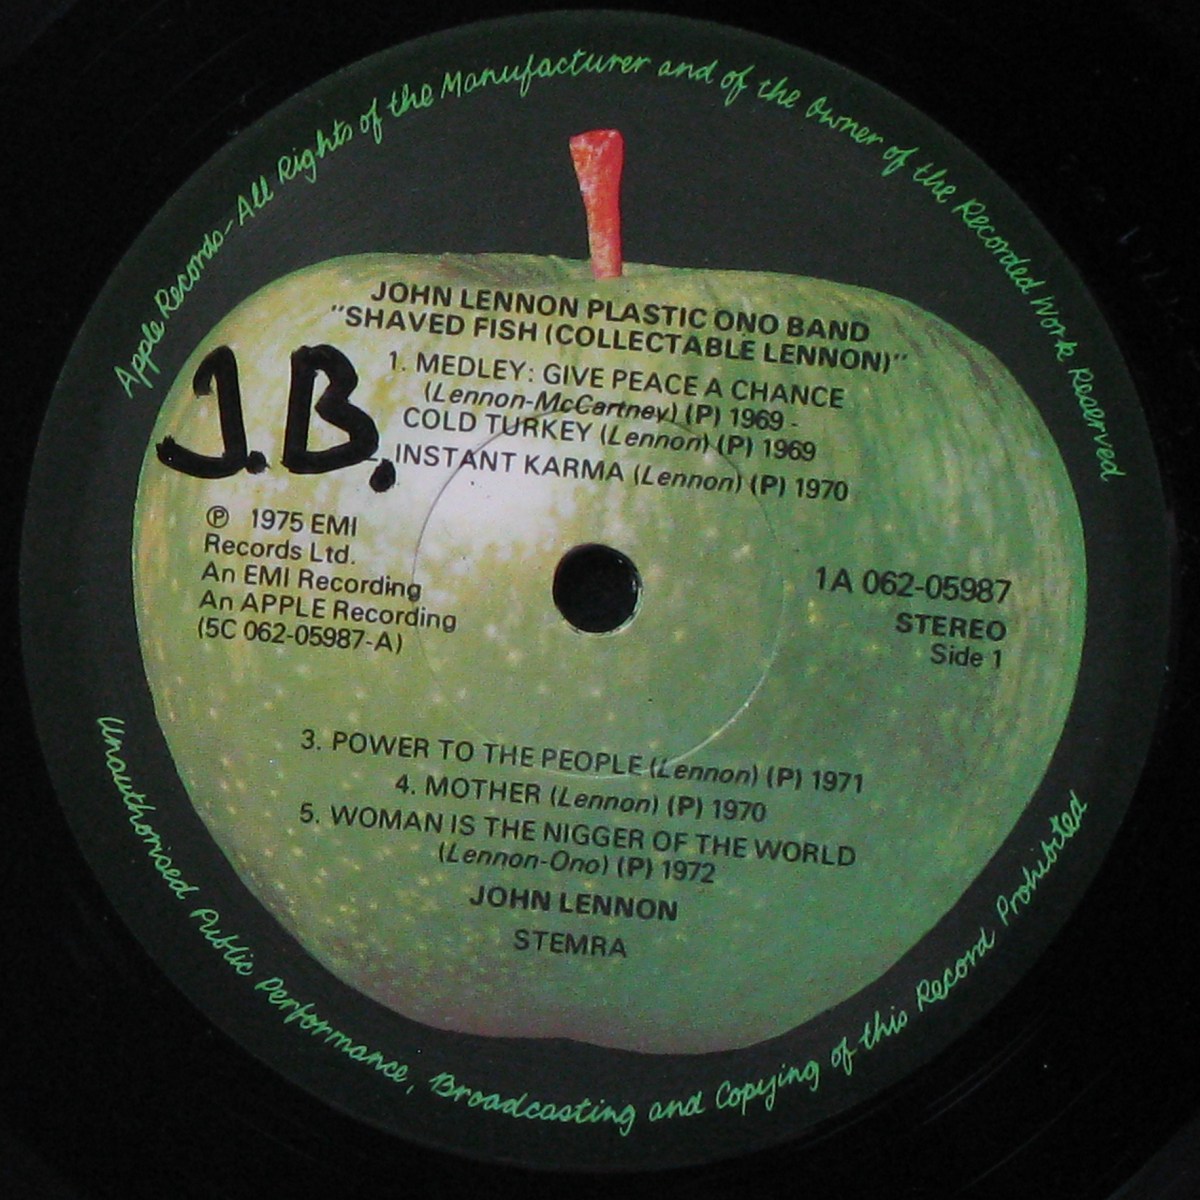 Apple Records - All Rights of the Manufacturer and of the Owner of the Recorded Work Reserved
JOHN LENNON PLASTIC ONO BAND
"SHAVED FISH (COLLECTABLE LENNON)"
1. MEDLEY: GIVE PEACE A CHANCE
(Lennon-McCartney) (P) 1969 -
COLD TURKEY (Lennon) (P) 1969
- INSTANT KARMA (Lennon) (P) 1970
J.B.
℗ 1975 EMI
Records Ltd.
An EMI Recording
An APPLE Recording
(5C 062-05987-A)
1A 062-05987
STEREO
Side 1
3. POWER TO THE PEOPLE (Lennon) (P) 1971
4. MOTHER (Lennon) (P) 1970
5. WOMAN IS THE NIGGER OF THE WORLD
(Lennon-Ono) (P) 1972
JOHN LENNON
STEMRA
Unauthorised Public Performance, Broadcasting and Copying of this Record Prohibited